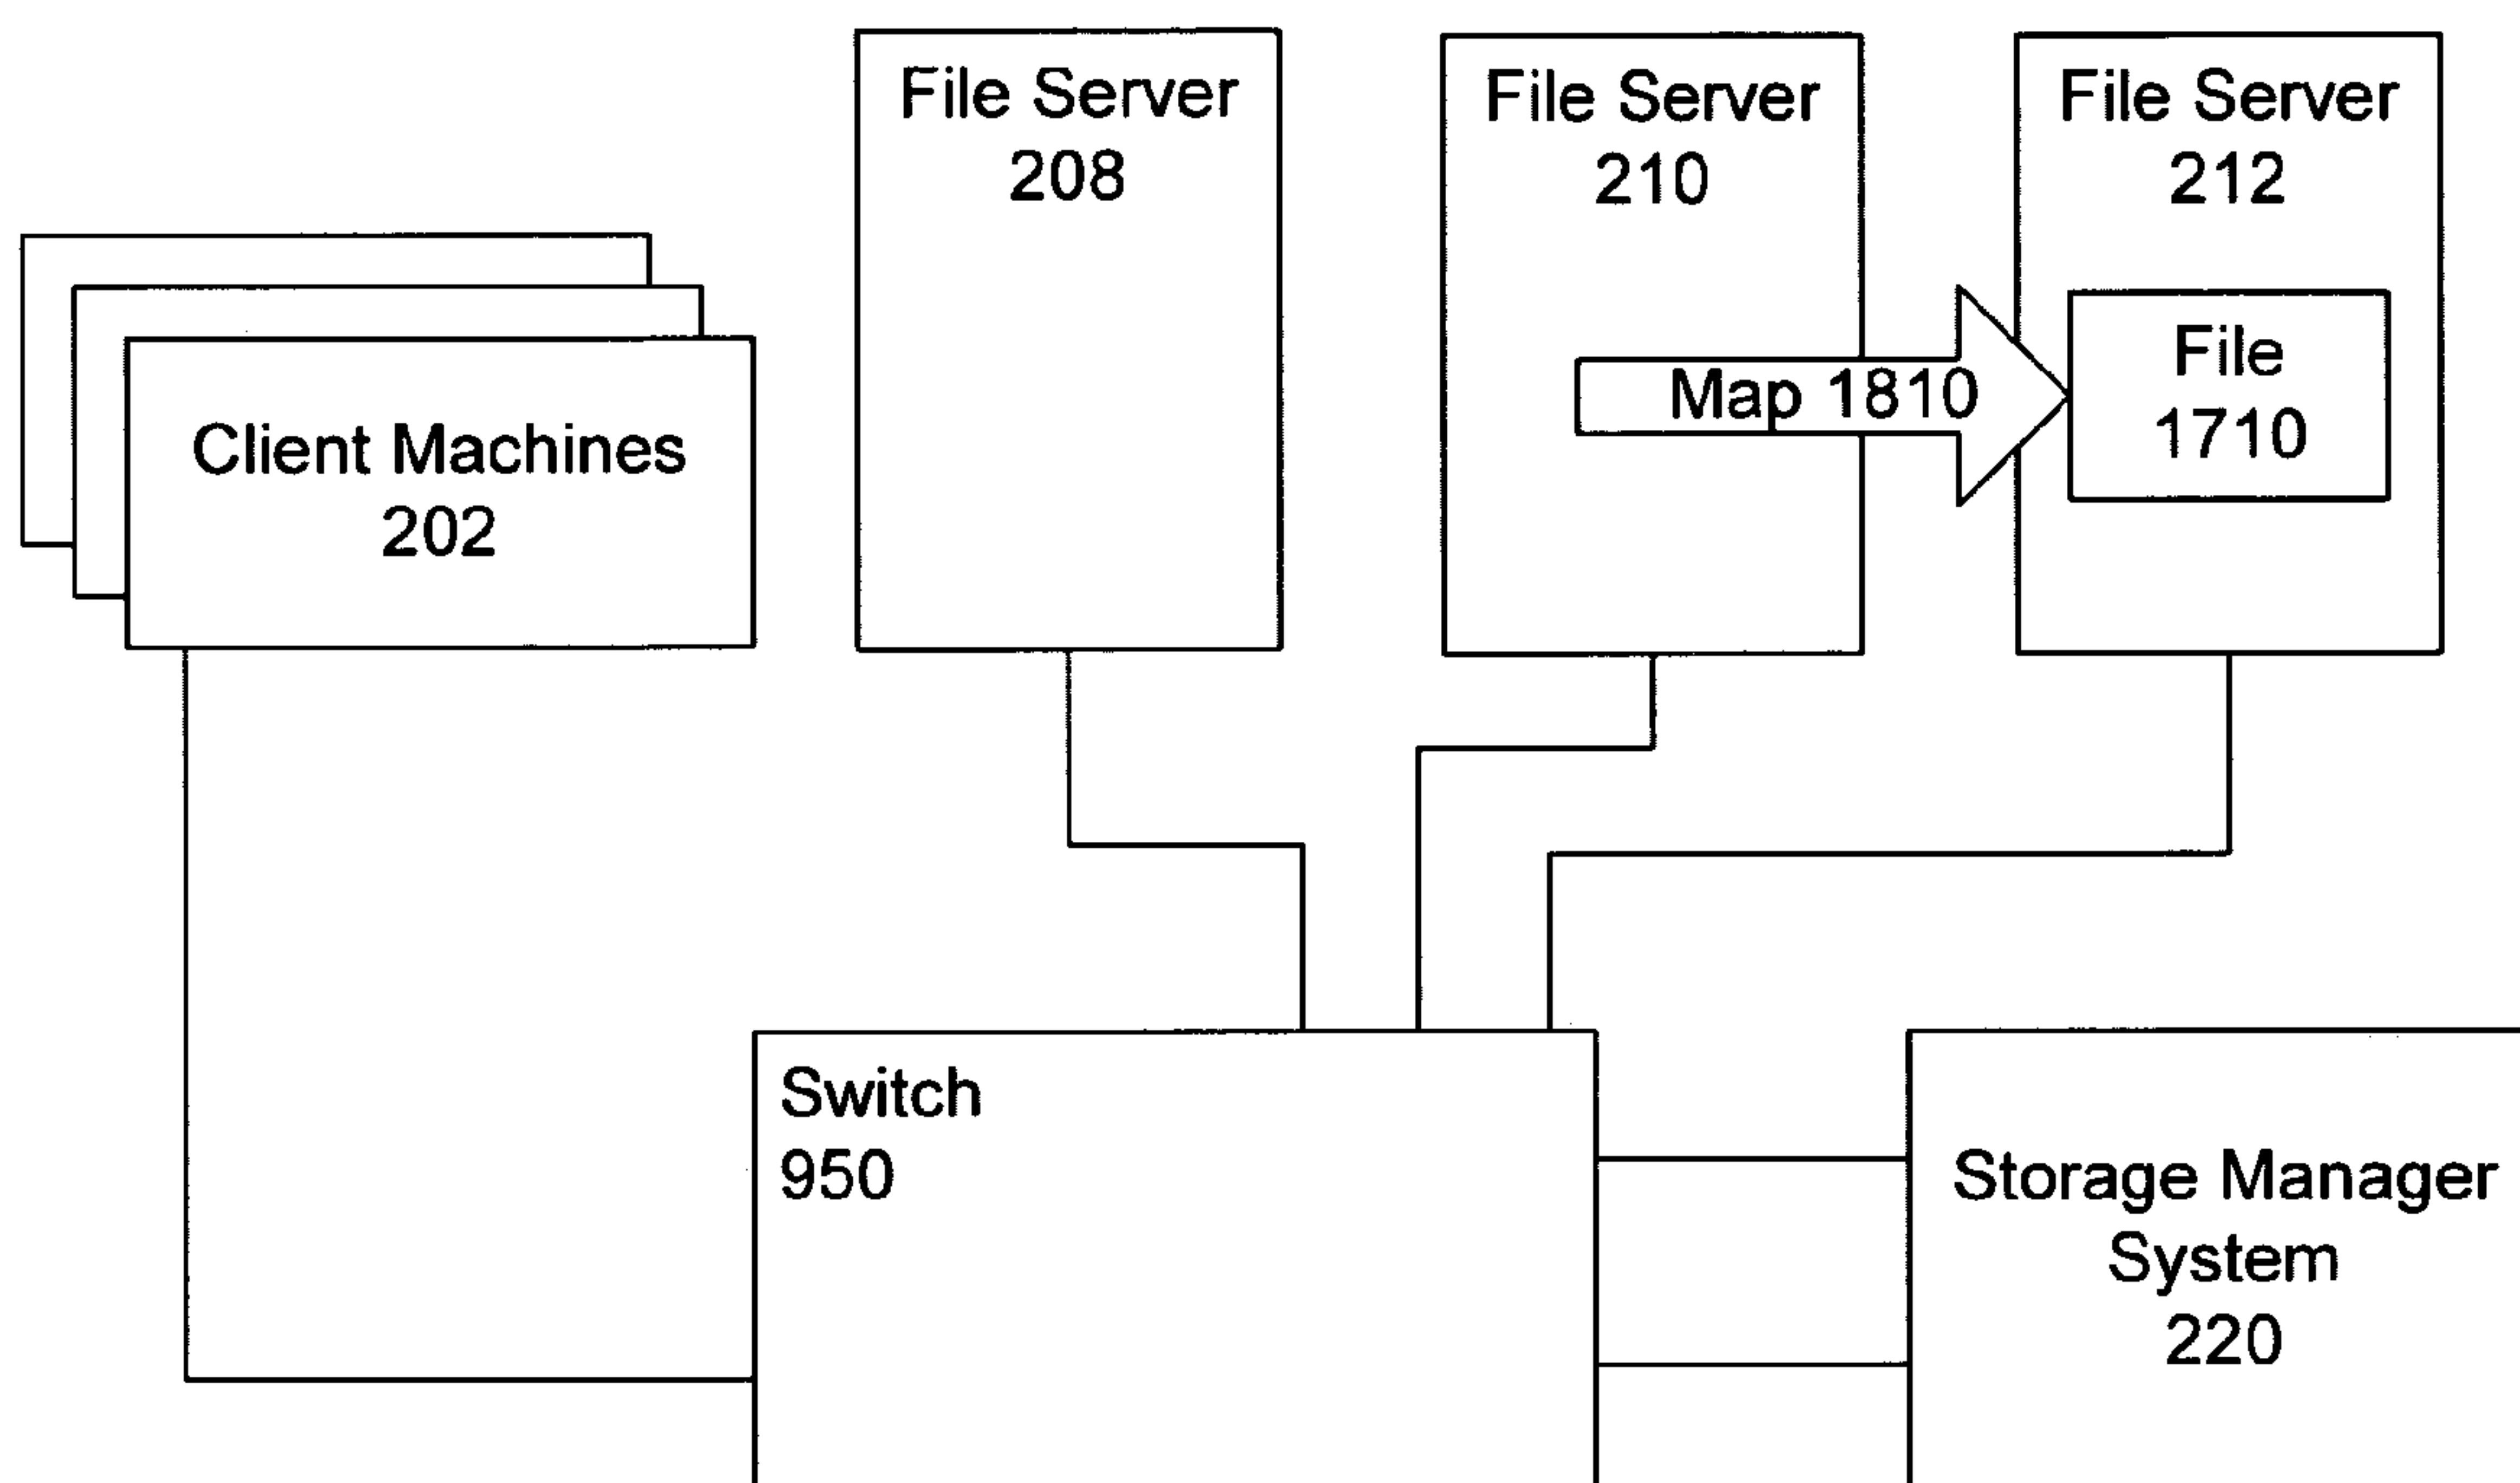 File Server
208
File Server
210
File Server
212
Map 1810
File
1710
Client Machines
202
Switch
950
Storage Manager
System
220